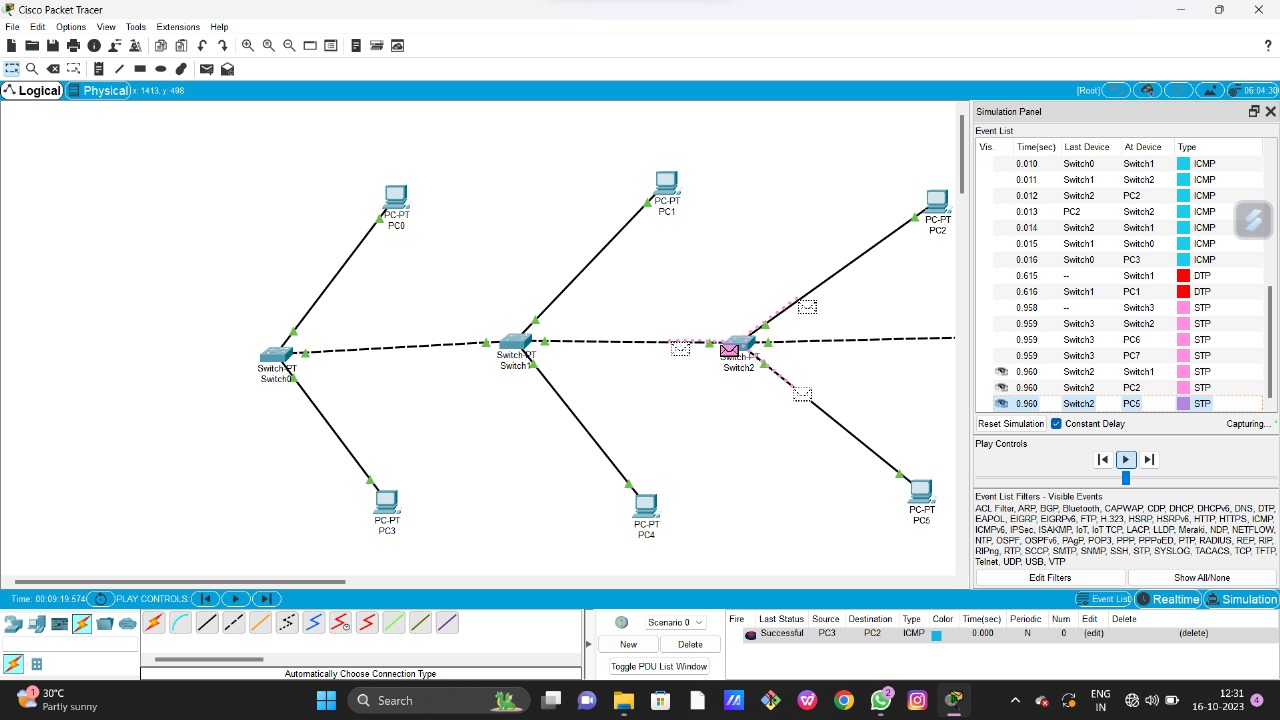 Cisco Packet Tracer
File Edit Options View Tools Extensions Help
?
Logical Physical x: 1413, y: 498 [Root] 06:04:30
Simulation Panel
Event List
Vis. Time(sec) Last Device At Device Type
0.010 Switch0 Switch1 ICMP
0.011 Switch1 Switch2 ICMP
0.012 Switch2 PC2 ICMP
0.013 PC2 Switch2 ICMP
0.014 Switch2 Switch1 ICMP
0.015 Switch1 Switch0 ICMP
0.016 Switch0 PC3 ICMP
0.615 -- Switch1 DTP
0.616 Switch1 PC1 DTP
0.958 -- Switch3 STP
0.959 Switch3 Switch2 STP
0.959 Switch3 PC6 STP
0.959 Switch3 PC7 STP
0.960 Switch2 Switch1 STP
0.960 Switch2 PC2 STP
0.960 Switch2 PC5 STP
Reset Simulation Constant Delay Capturing...
Play Controls
Event List Filters - Visible Events
ACL Filter, ARP, BGP, Bluetooth, CAPWAP, CDP, DHCP, DHCPv6, DNS, DTP,
EAPOL, EIGRP, EIGRPv6, FTP, H.323, HSRP, HSRPv6, HTTP, HTTPS, ICMP,
ICMPv6, IPSec, ISAKMP, IoT, IoT TCP, LACP, LLDP, Meraki, NDP, NETFLOW,
NTP, OSPF, OSPFv6, PAgP, POP3, PPP, PPPoED, PTP, RADIUS, REP, RIP,
RIPng, RTP, SCCP, SMTP, SNMP, SSH, STP, SYSLOG, TACACS, TCP, TFTP,
Telnet, UDP, USB, VTP
Edit Filters Show All/None
PC-PT
PC0
PC-PT
PC1
PC-PT
PC2
Switch-PT
Switch0
Switch-PT
Switch1
Switch-PT
Switch2
PC-PT
PC3
PC-PT
PC4
PC-PT
PC5
Time: 00:09:19.574 PLAY CONTROLS: Event List Realtime Simulation
Scenario 0
New Delete
Toggle PDU List Window
Fire Last Status Source Destination Type Color Time(sec) Periodic Num Edit Delete
Successful PC3 PC2 ICMP 0.000 N 0 (edit) (delete)
Automatically Choose Connection Type
1 30°C
Partly sunny
Search
2
ENG
IN
12:31
16-10-2023
4